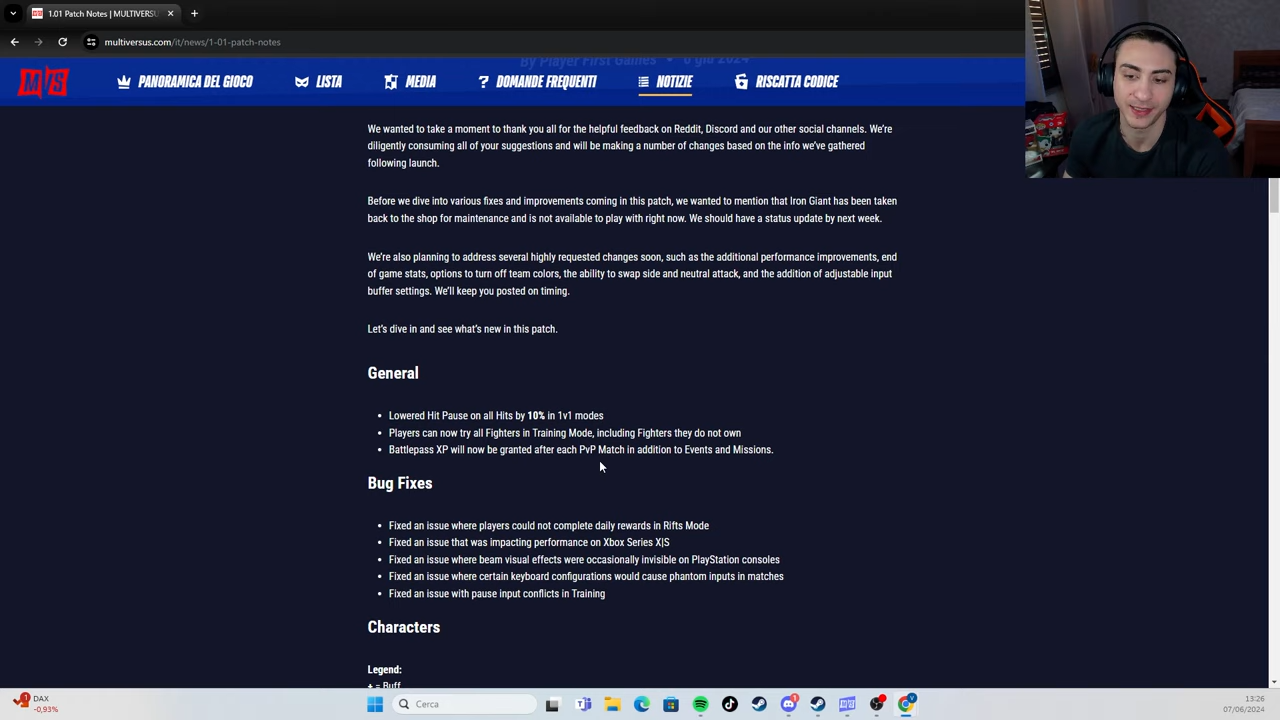 1.01 Patch Notes | MULTIVERSU
multiversus.com/it/news/1-01-patch-notes
By Player First Games • 6 giu 2024
MVS
PANORAMICA DEL GIOCO
LISTA
MEDIA
DOMANDE FREQUENTI
NOTIZIE
RISCATTA CODICE
We wanted to take a moment to thank you all for the helpful feedback on Reddit, Discord and our other social channels. We're
diligently consuming all of your suggestions and will be making a number of changes based on the info we've gathered
following launch.
Before we dive into various fixes and improvements coming in this patch, we wanted to mention that Iron Giant has been taken
back to the shop for maintenance and is not available to play with right now. We should have a status update by next week.
We're also planning to address several highly requested changes soon, such as the additional performance improvements, end
of game stats, options to turn off team colors, the ability to swap side and neutral attack, and the addition of adjustable input
buffer settings. We'll keep you posted on timing.
Let's dive in and see what's new in this patch.
General
• Lowered Hit Pause on all Hits by 10% in 1v1 modes
• Players can now try all Fighters in Training Mode, including Fighters they do not own
• Battlepass XP will now be granted after each PvP Match in addition to Events and Missions.
Bug Fixes
• Fixed an issue where players could not complete daily rewards in Rifts Mode
• Fixed an issue that was impacting performance on Xbox Series X|S
• Fixed an issue where beam visual effects were occasionally invisible on PlayStation consoles
• Fixed an issue where certain keyboard configurations would cause phantom inputs in matches
• Fixed an issue with pause input conflicts in Training
Characters
Legend:
+ = Buff
DAX
-0,93%
Cerca
13:26
07/06/2024